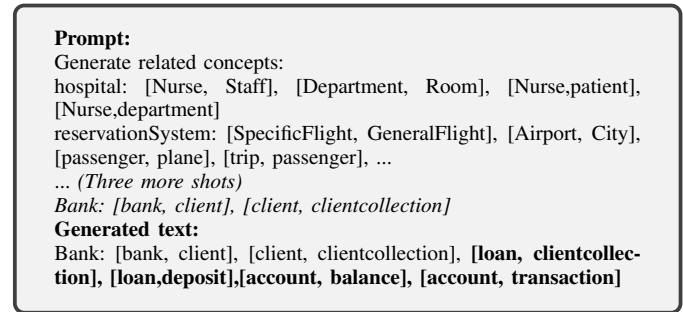 Prompt:
Generate related concepts:
hospital: [Nurse, Staff], [Department, Room], [Nurse,patient],
[Nurse,department]
reservationSystem: [SpecificFlight, GeneralFlight], [Airport, City],
[passenger, plane], [trip, passenger], ...
... (Three more shots)
Bank: [bank, client], [client, clientcollection]
Generated text:
Bank: [bank, client], [client, clientcollection], [loan, clientcollec-
tion], [loan,deposit],[account, balance], [account, transaction]